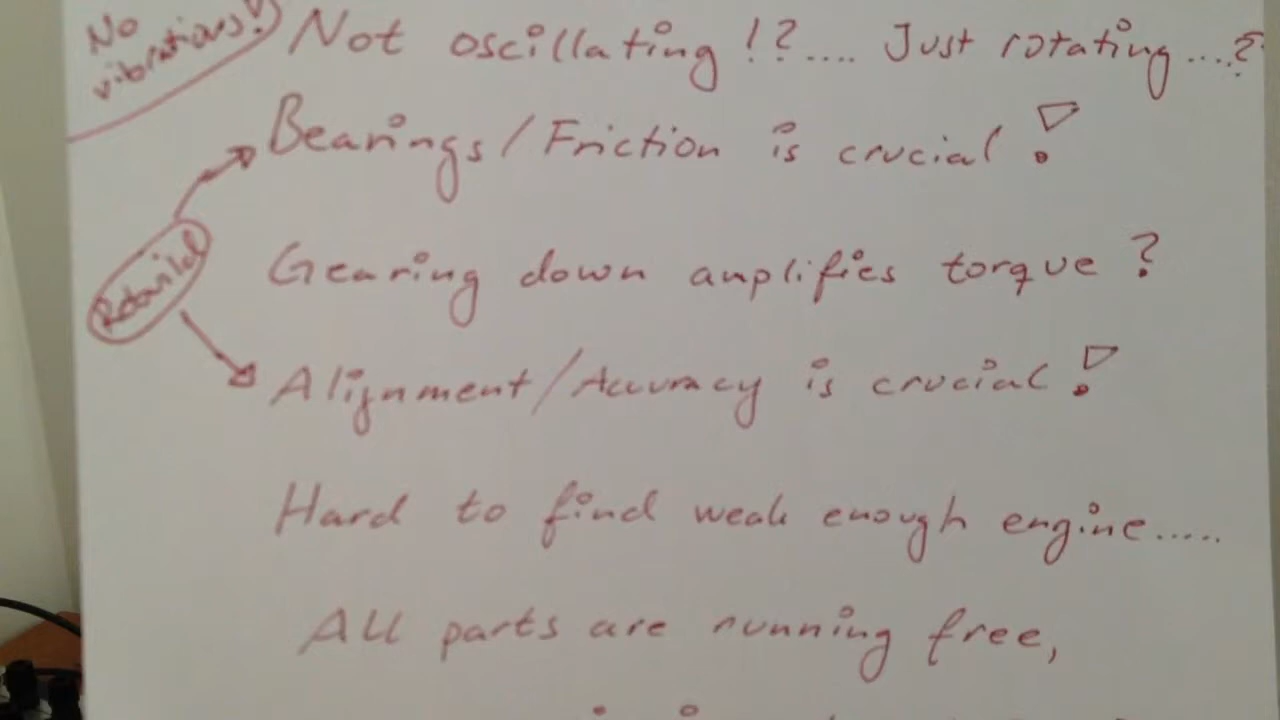 No
vibrations!
Not oscillating!?.... Just rotating....?
Bearings/Friction is crucial!
Gearing down amplifies torque?
Rebuild
Alignment/Accuracy is crucial!
Hard to find weak enough engine.....
All parts are running free,